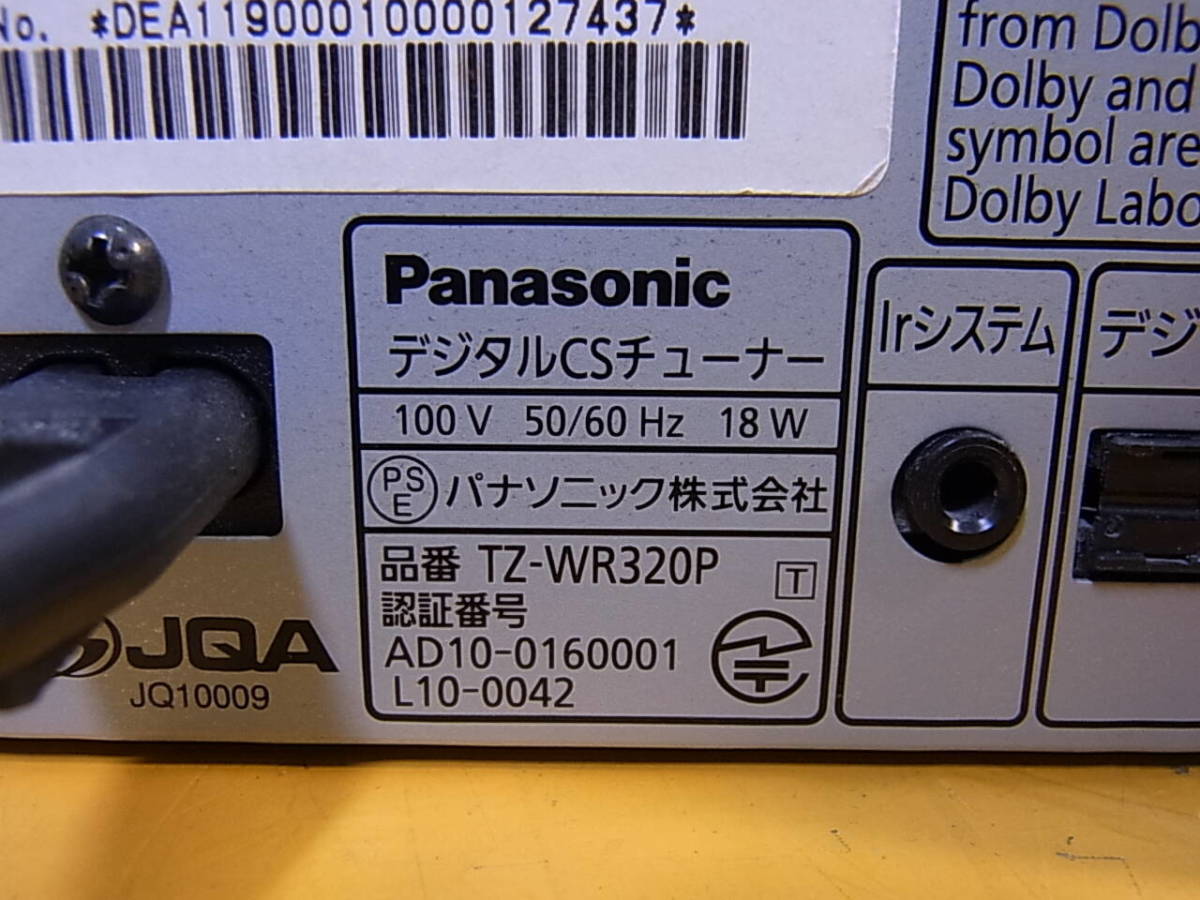 No. *DEA11900010000127437*
from Dolb
Dolby and
symbol are
Dolby Labo
Panasonic
デジタルCSチューナー
100 V 50/60 Hz 18 W
PS
E
パナソニック株式会社
品番 TZ-WR320P
T
認証番号
AD10-0160001
L10-0042
JQA
JQ10009
Irシステム
デジ